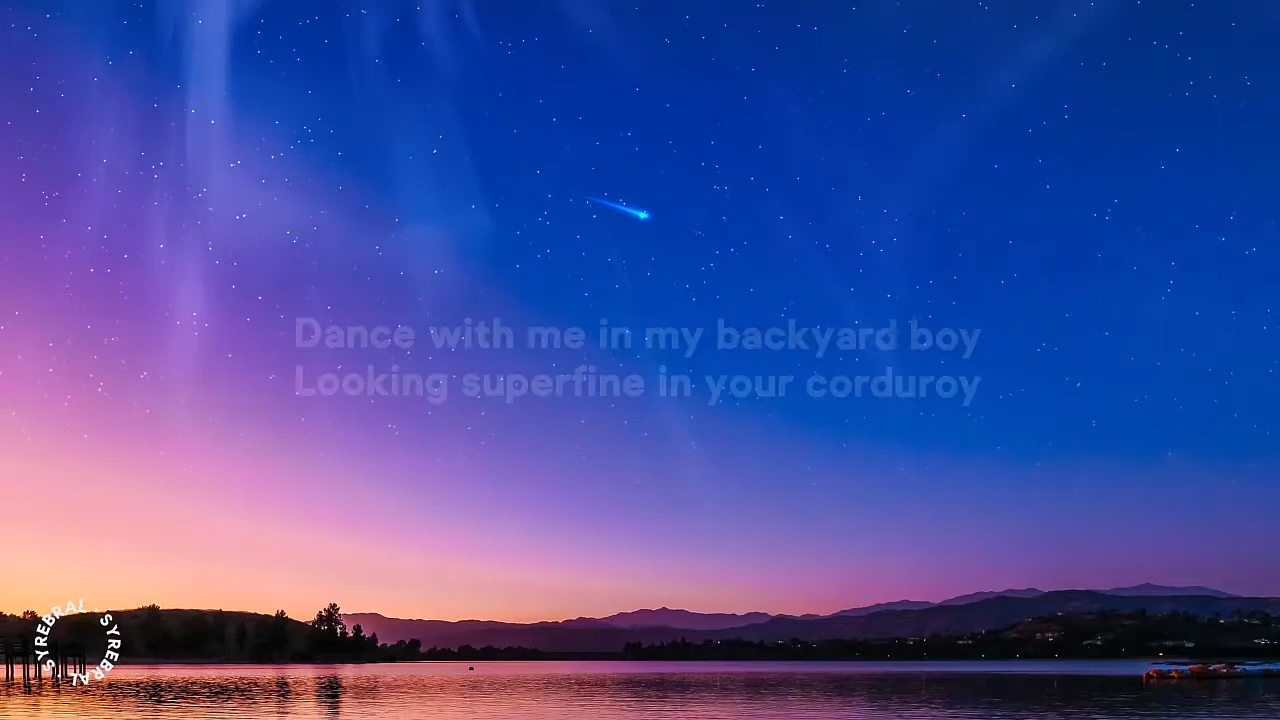 Dance with me in my backyard boy
Looking superfine in your corduroy
SYREBRAL SYREBRAL